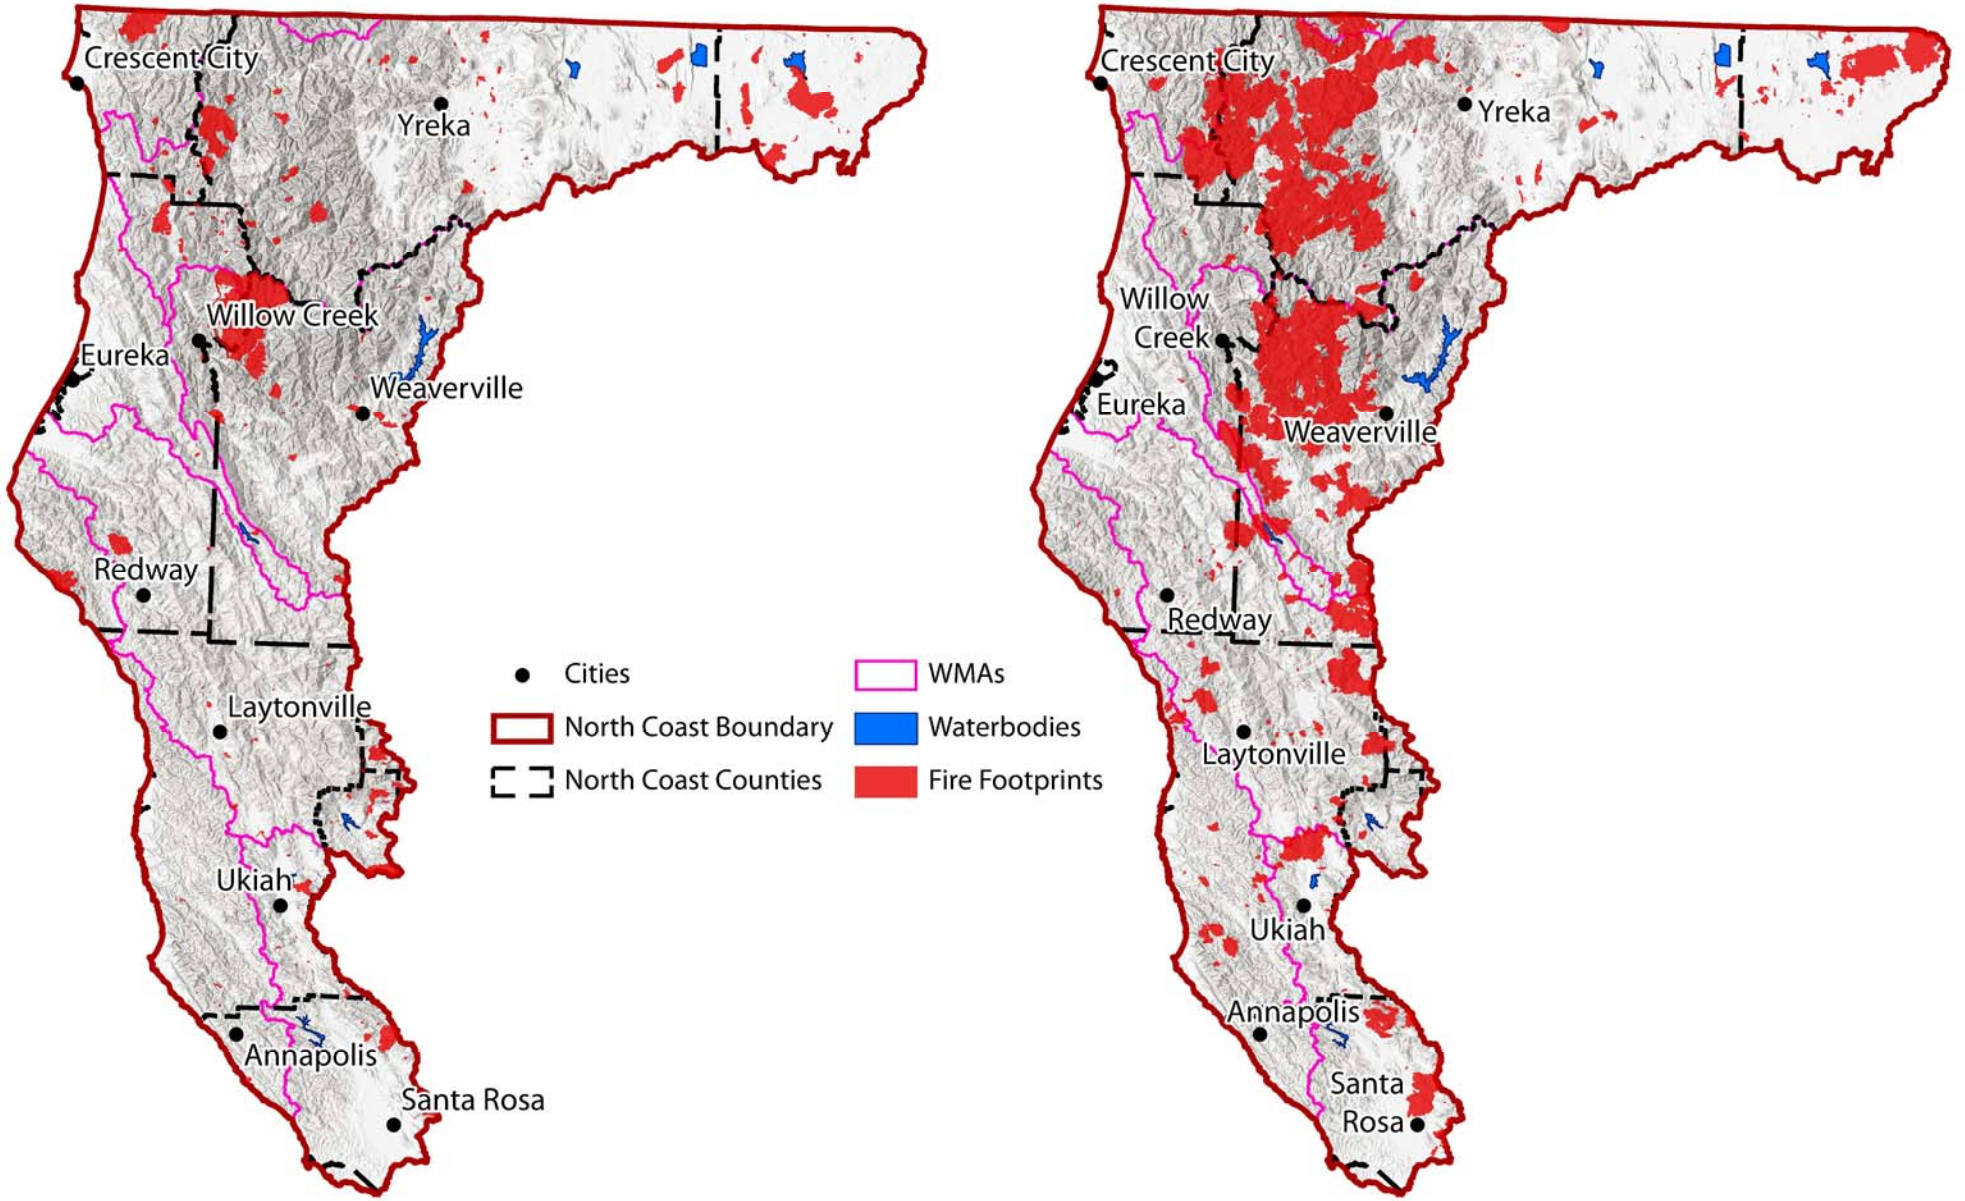 Crescent City
Yreka
Willow Creek
Eureka
Weaverville
Redway
Laytonville
Ukiah
Annapolis
Santa Rosa
Cities
North Coast Boundary
North Coast Counties
WMAs
Waterbodies
Fire Footprints
Crescent City
Yreka
Willow
Creek
Eureka
Weaverville
Redway
Laytonville
Ukiah
Annapolis
Santa
Rosa